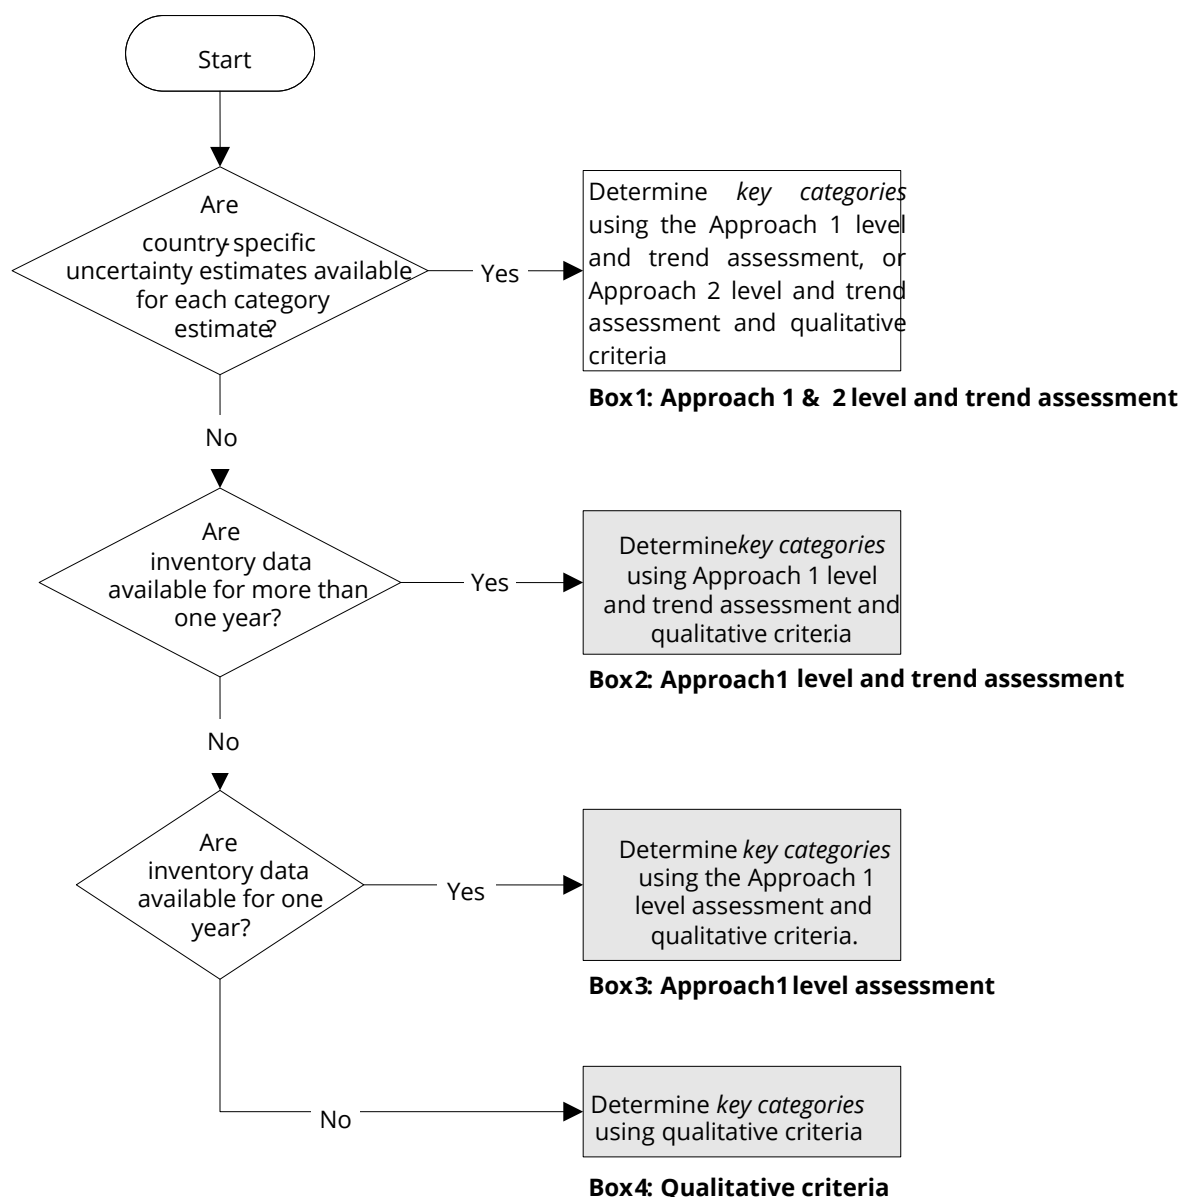 Start
Are
country-specific
uncertainty estimates available
for each category
estimate?
Yes
Determine key categories
using the Approach 1 level
and trend assessment, or
Approach 2 level and trend
assessment and qualitative
criteria
Box1: Approach 1 & 2 level and trend assessment
No
Are
inventory data
available for more than
one year?
Yes
Determine key categories
using Approach 1 level
and trend assessment and
qualitative criteria.
Box2: Approach1 level and trend assessment
No
Are
inventory data
available for one
year?
Yes
Determine key categories
using the Approach 1
level assessment and
qualitative criteria.
Box3: Approach1 level assessment
No
Determine key categories
using qualitative criteria
Box4: Qualitative criteria